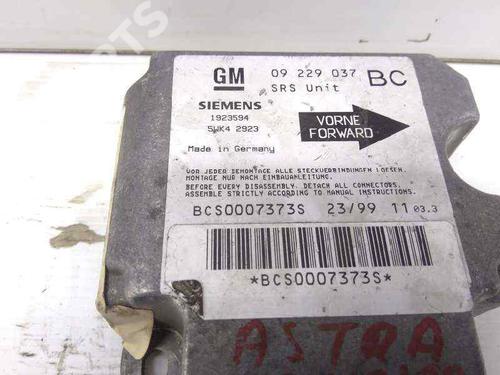 GM 09 229 037 BC
SRS Unit
SIEMENS
1923594
5WK4 2923
VORNE
FORWARD
Made in Germany
VOR JEDER DEMONTAGE ALLE STECKVERBINDUNGEN LOESEN.
MONTAGE NUR NACH EINBAUANLEITUNG.
BEFORE EVERY DISASSEMBLY, DETACH ALL CONNECTORS.
ASSEMBLE STRICTLY ACCORDING TO MANUAL INSTRUCTIONS.
BCS0007373S 23/99 11 03.3
*BCS0007373S*
ASTRA